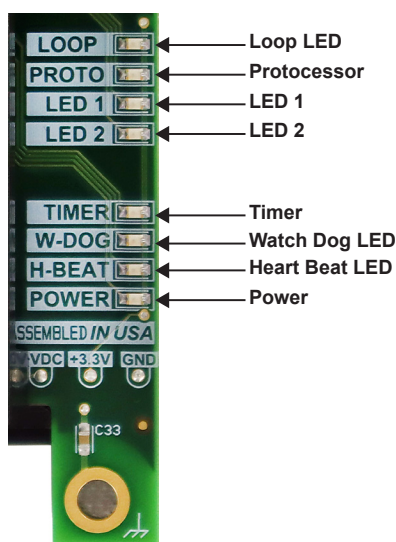 LOOP Loop LED
PROTO Protocessor
LED 1 LED 1
LED 2 LED 2
TIMER Timer
W-DOG Watch Dog LED
H-BEAT Heart Beat LED
POWER Power
ASSEMBLED IN USA
-VDC +3.3V GND
C33